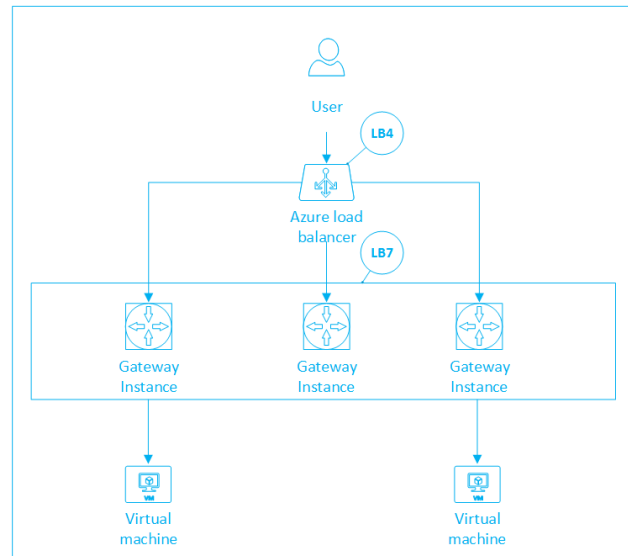 User
LB4
Azure load
balancer
LB7
Gateway
Instance
Gateway
Instance
Gateway
Instance
VM
Virtual
machine
VM
Virtual
machine